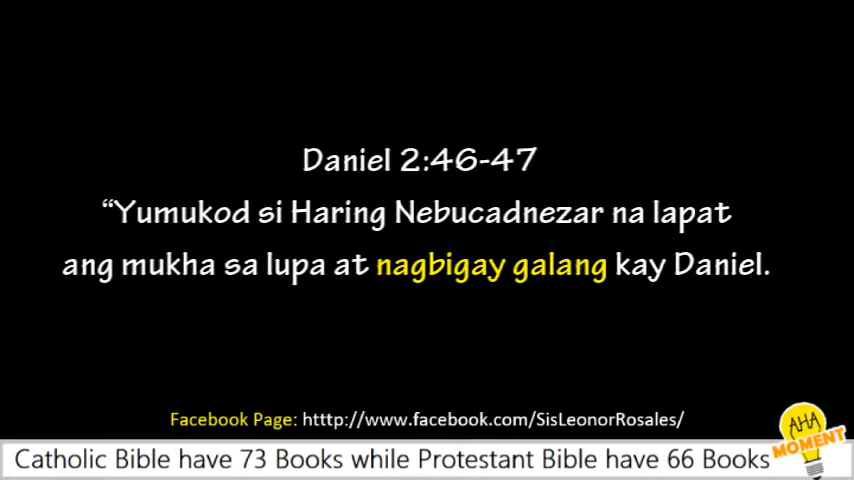 Daniel 2:46-47
“Yumukod si Haring Nebucadnezar na lapat
ang mukha sa lupa at nagbigay galang kay Daniel.
Facebook Page: htttp://www.facebook.com/SisLeonorRosales/
AHA
MOMENT
Catholic Bible have 73 Books while Protestant Bible have 66 Books